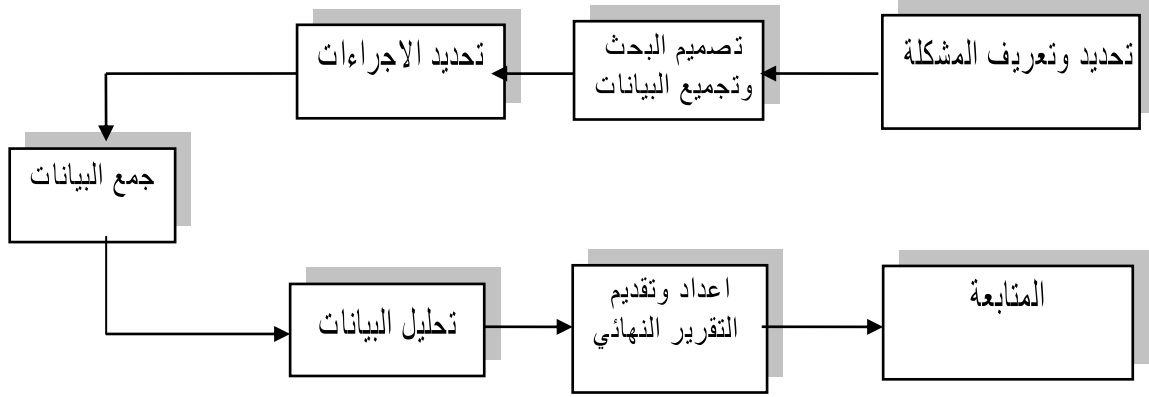 تحديد وتعريف المشكلة
تصميم البحث
وتجميع البيانات
تحديد الاجراءات
جمع البيانات
تحليل البيانات
اعداد وتقديم
التقرير النهائي
المتابعة